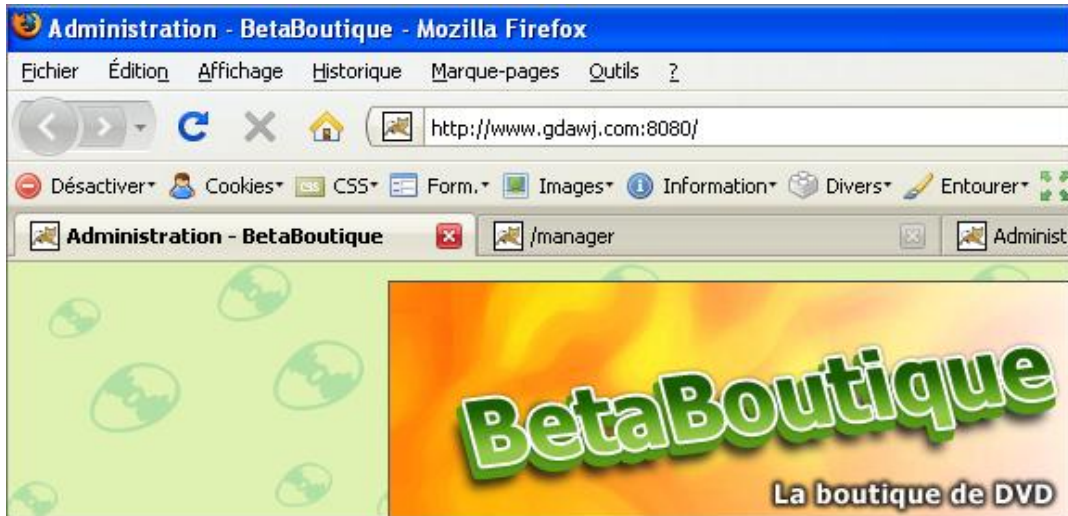 Administration - BetaBoutique - Mozilla Firefox
Fichier Édition Affichage Historique Marque-pages Outils ?
http://www.gdawj.com:8080/
Désactiver Cookies CSS Form. Images Information Divers Entourer
Administration - BetaBoutique /manager Administ
BetaBoutique
La boutique de DVD